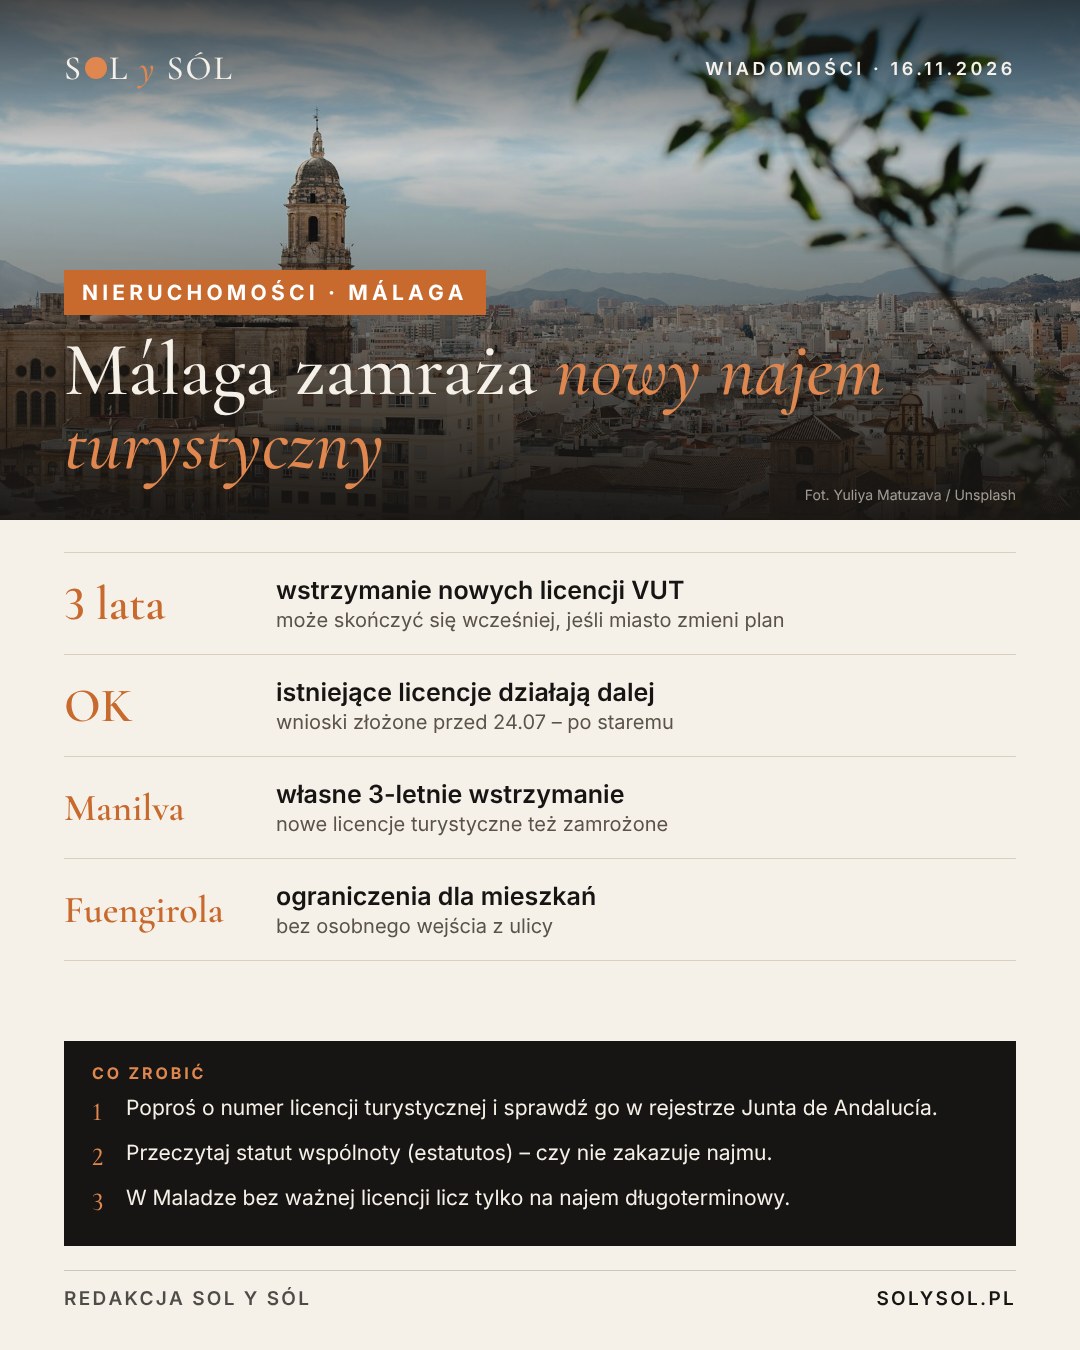 SOL y SÓL
WIADOMOŚCI · 16.11.2026
NIERUCHOMOŚCI · MÁLAGA
Málaga zamraża nowy najem
turystyczny
Fot. Yuliya Matuzava / Unsplash
3 lata
wstrzymanie nowych licencji VUT
może skończyć się wcześniej, jeśli miasto zmieni plan
OK
istniejące licencje działają dalej
wnioski złożone przed 24.07 – po staremu
Manilva
własne 3-letnie wstrzymanie
nowe licencje turystyczne też zamrożone
Fuengirola
ograniczenia dla mieszkań
bez osobnego wejścia z ulicy
CO ZROBIĆ
1 Poproś o numer licencji turystycznej i sprawdź go w rejestrze Junta de Andalucía.
2 Przeczytaj statut wspólnoty (estatutos) – czy nie zakazuje najmu.
3 W Maladze bez ważnej licencji licz tylko na najem długoterminowy.
REDAKCJA SOL Y SÓL
SOLYSOL.PL